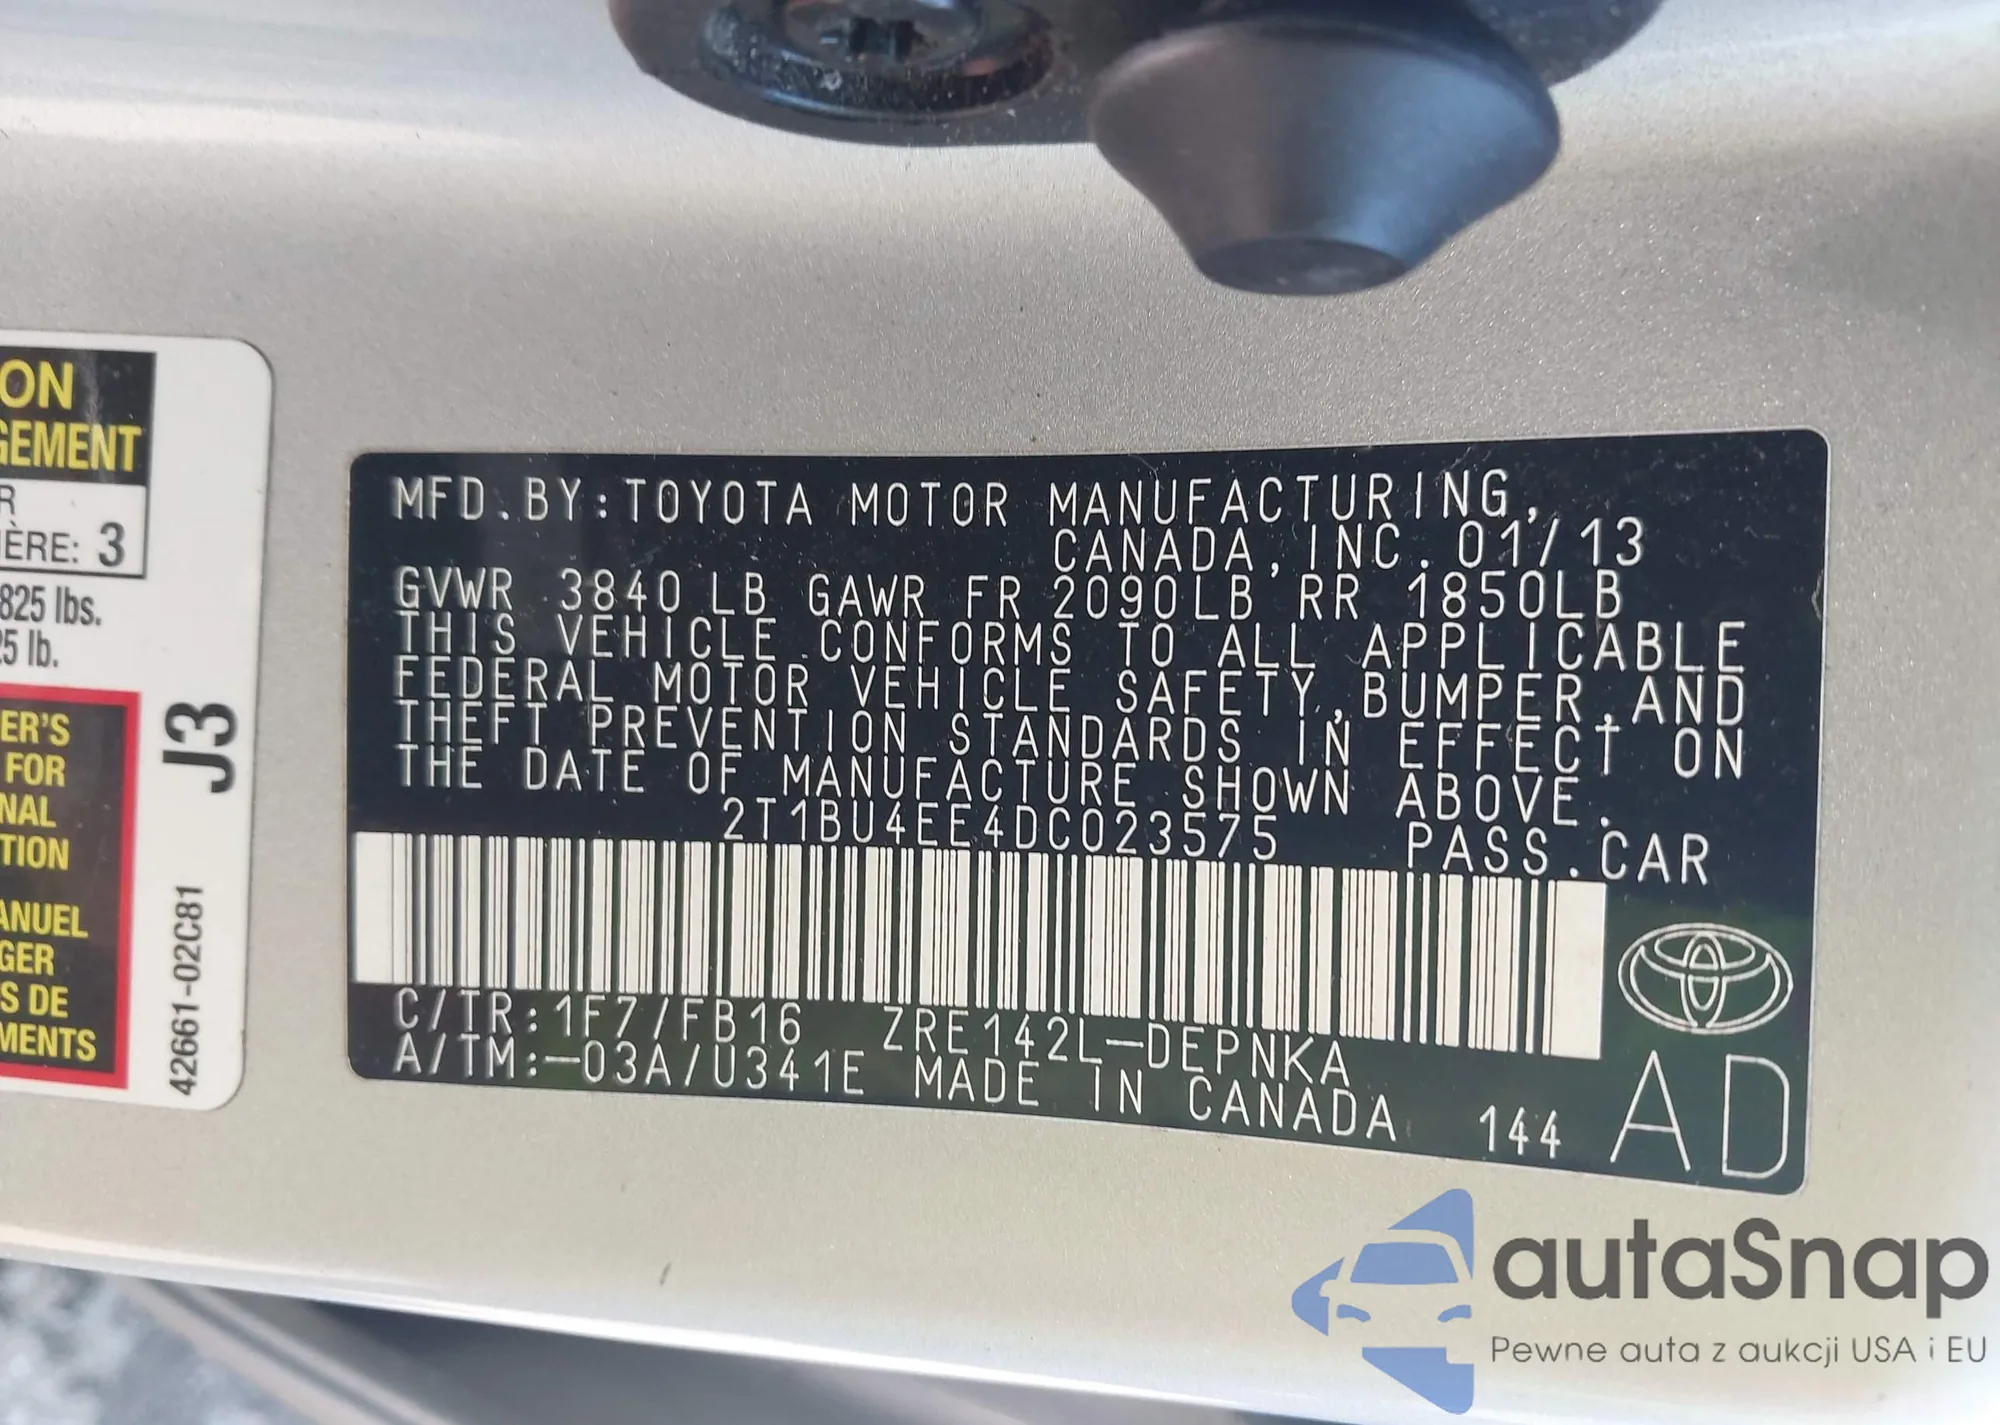 ON
GEMENT
R
IÈRE: 3
825 lbs.
25 lb.
ER'S
FOR
NAL
TION
ANUEL
GER
S DE
MENTS
J3
42661-02C81
MFD.BY:TOYOTA MOTOR MANUFACTURING,
CANADA,INC. 01/13
GVWR 3840 LB GAWR FR 2090LB RR 1850LB
THIS VEHICLE CONFORMS TO ALL APPLICABLE
FEDERAL MOTOR VEHICLE SAFETY,BUMPER,AND
THEFT PREVENTION STANDARDS IN EFFECT ON
THE DATE OF MANUFACTURE SHOWN ABOVE.
2T1BU4EE4DC023575 PASS.CAR
C/TR:1F7/FB16 ZRE142L-DEPNKA
A/TM:-03A/U341E MADE IN CANADA 144
AD
autaSnap
Pewne auta z aukcji USA i EU